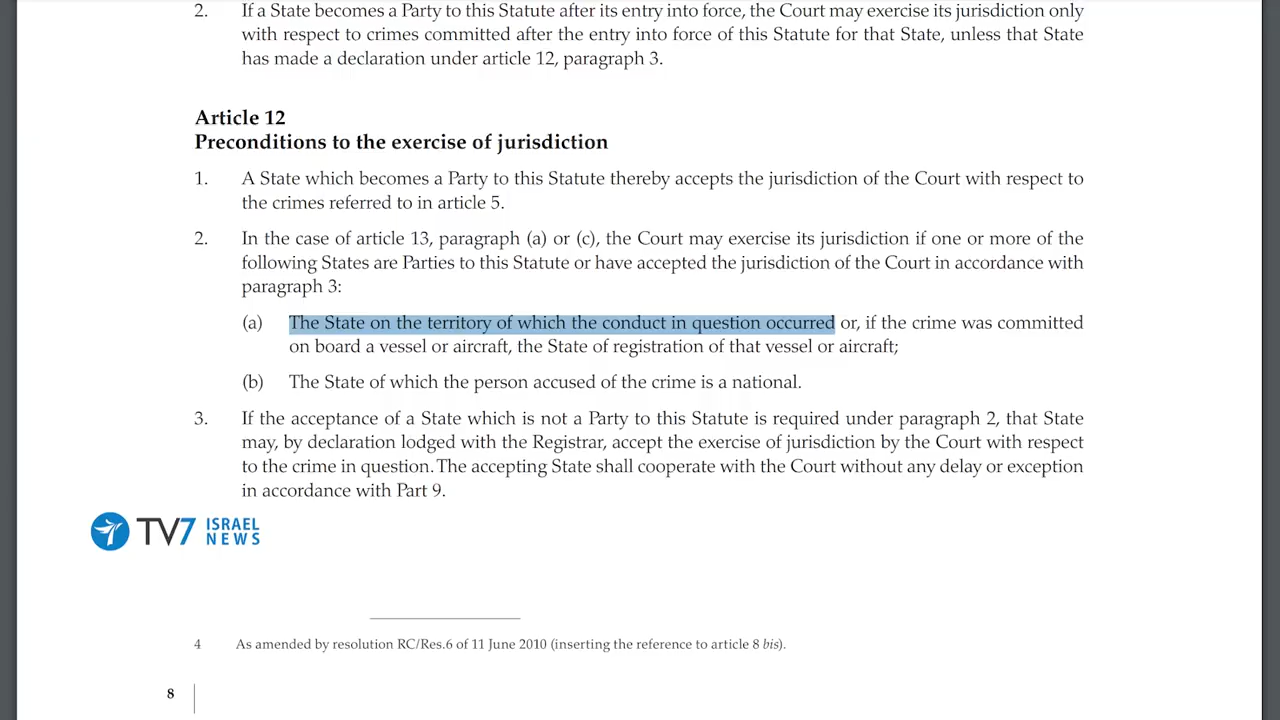 2. If a State becomes a Party to this Statute after its entry into force, the Court may exercise its jurisdiction only
with respect to crimes committed after the entry into force of this Statute for that State, unless that State
has made a declaration under article 12, paragraph 3.
Article 12
Preconditions to the exercise of jurisdiction
1. A State which becomes a Party to this Statute thereby accepts the jurisdiction of the Court with respect to
the crimes referred to in article 5.
2. In the case of article 13, paragraph (a) or (c), the Court may exercise its jurisdiction if one or more of the
following States are Parties to this Statute or have accepted the jurisdiction of the Court in accordance with
paragraph 3:
(a) The State on the territory of which the conduct in question occurred or, if the crime was committed
on board a vessel or aircraft, the State of registration of that vessel or aircraft;
(b) The State of which the person accused of the crime is a national.
3. If the acceptance of a State which is not a Party to this Statute is required under paragraph 2, that State
may, by declaration lodged with the Registrar, accept the exercise of jurisdiction by the Court with respect
to the crime in question. The accepting State shall cooperate with the Court without any delay or exception
in accordance with Part 9.
TV7 ISRAEL
NEWS
4 As amended by resolution RC/Res.6 of 11 June 2010 (inserting the reference to article 8 bis).
8